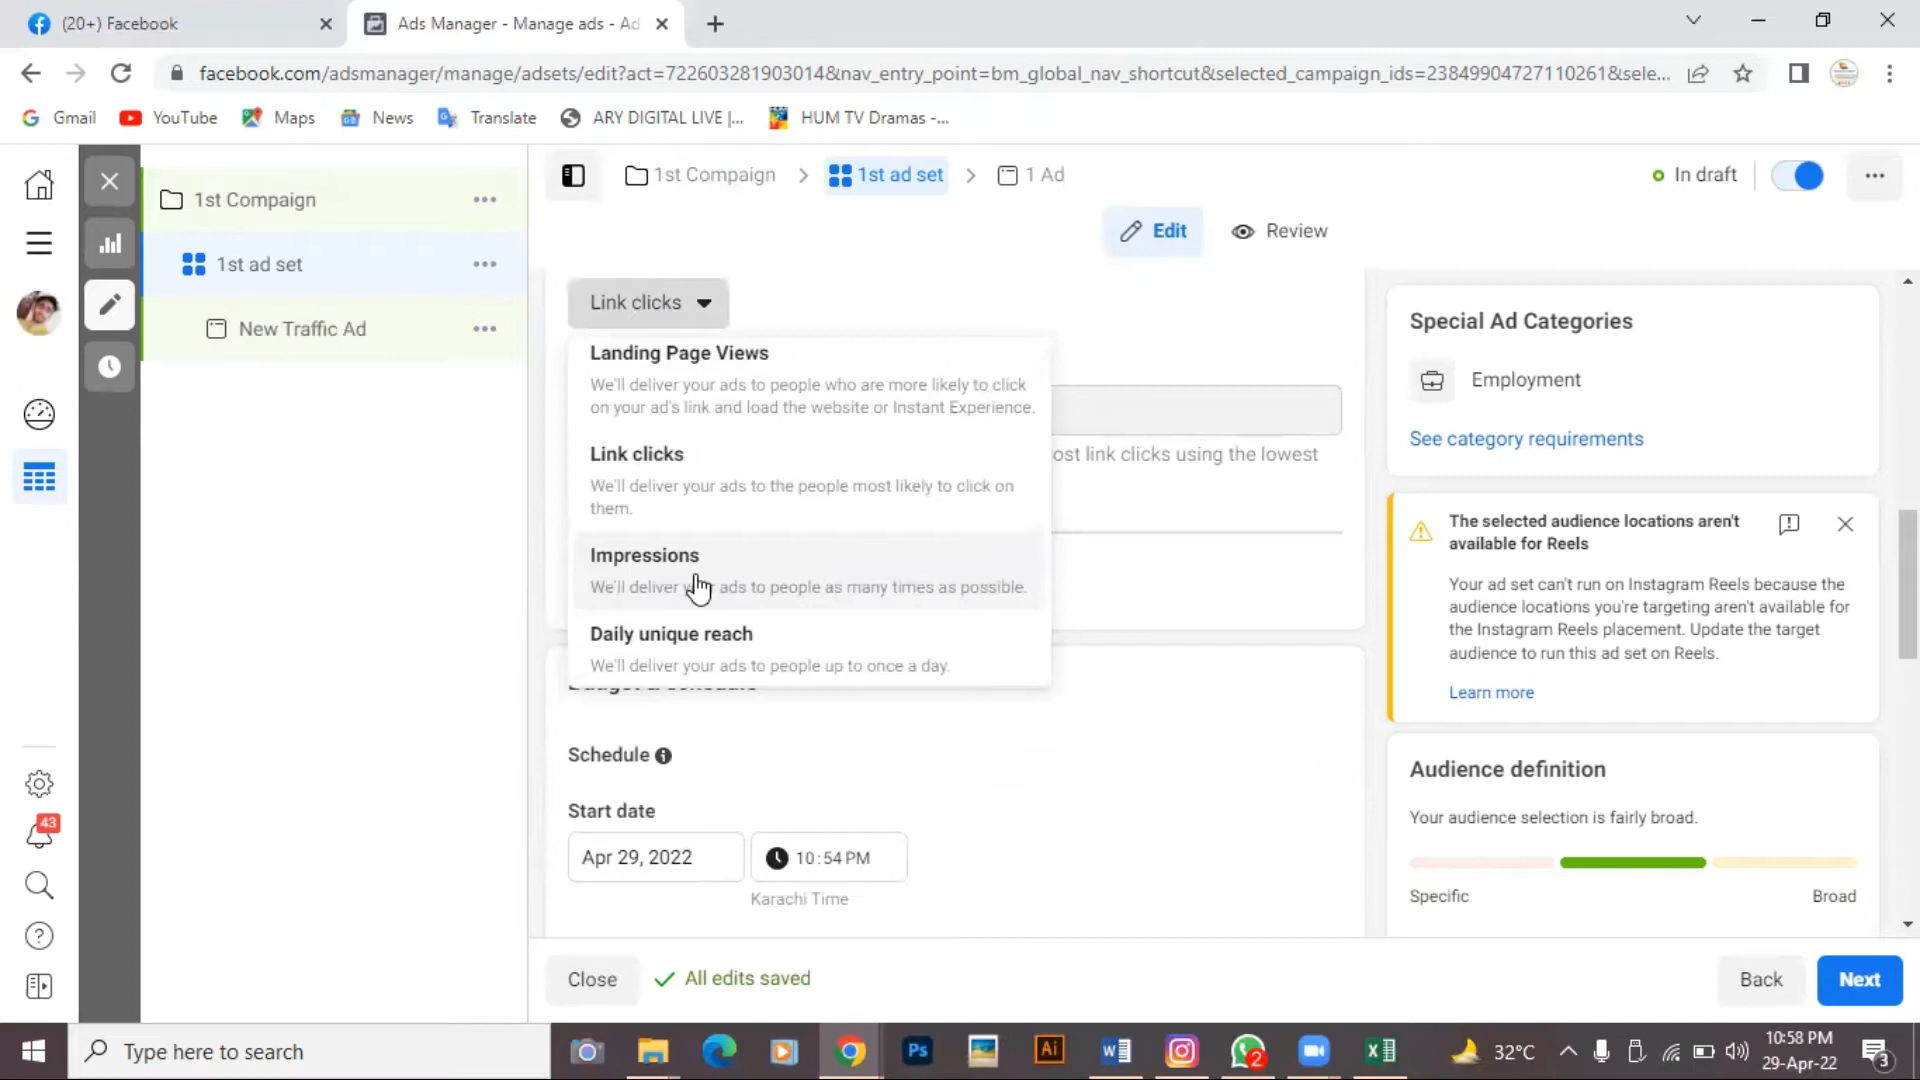 (20+) Facebook
Ads Manager - Manage ads - Ad
facebook.com/adsmanager/manage/adsets/edit?act=722603281903014&nav_entry_point=bm_global_nav_shortcut&selected_campaign_ids=23849904727110261&sele...
Gmail
YouTube
Maps
News
Translate
ARY DIGITAL LIVE |...
HUM TV Dramas -...
1st Compaign
1st ad set
New Traffic Ad
1st Compaign
1st ad set
1 Ad
In draft
Edit
Review
Link clicks
Landing Page Views
We'll deliver your ads to people who are more likely to click
on your ad's link and load the website or Instant Experience.
Link clicks
We'll deliver your ads to the people most likely to click on
them.
Impressions
We'll deliver your ads to people as many times as possible.
Daily unique reach
We'll deliver your ads to people up to once a day.
ost link clicks using the lowest
Budget & schedule
Schedule
Start date
Apr 29, 2022
10:54 PM
Karachi Time
Special Ad Categories
Employment
See category requirements
The selected audience locations aren't
available for Reels
Your ad set can't run on Instagram Reels because the
audience locations you're targeting aren't available for
the Instagram Reels placement. Update the target
audience to run this ad set on Reels.
Learn more
Audience definition
Your audience selection is fairly broad.
Specific
Broad
43
Close
All edits saved
Back
Next
Type here to search
Ps
Ai
2
32°C
10:58 PM
29-Apr-22
3